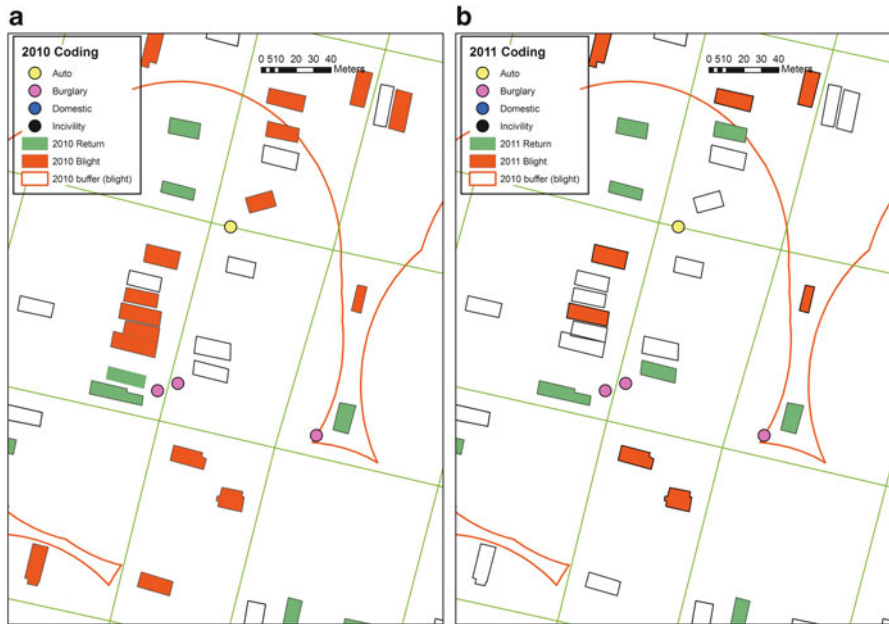 a
2010 Coding
Auto
Burglary
Domestic
Incivility
2010 Return
2010 Blight
2010 buffer (blight)
0 510 20 30 40
Meters
b
2011 Coding
Auto
Burglary
Domestic
Incivility
2011 Return
2011 Blight
2010 buffer (blight)
0 510 20 30 40
Meters